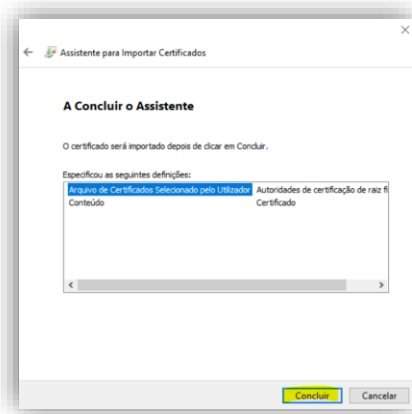 Assistente para Importar Certificados
A Concluir o Assistente
O certificado será importado depois de clicar em Concluir.
Especificou as seguintes definições:
Arquivo de Certificados Selecionado pelo Utilizador Autoridades de certificação de raiz fi
Conteúdo Certificado
Concluir Cancelar